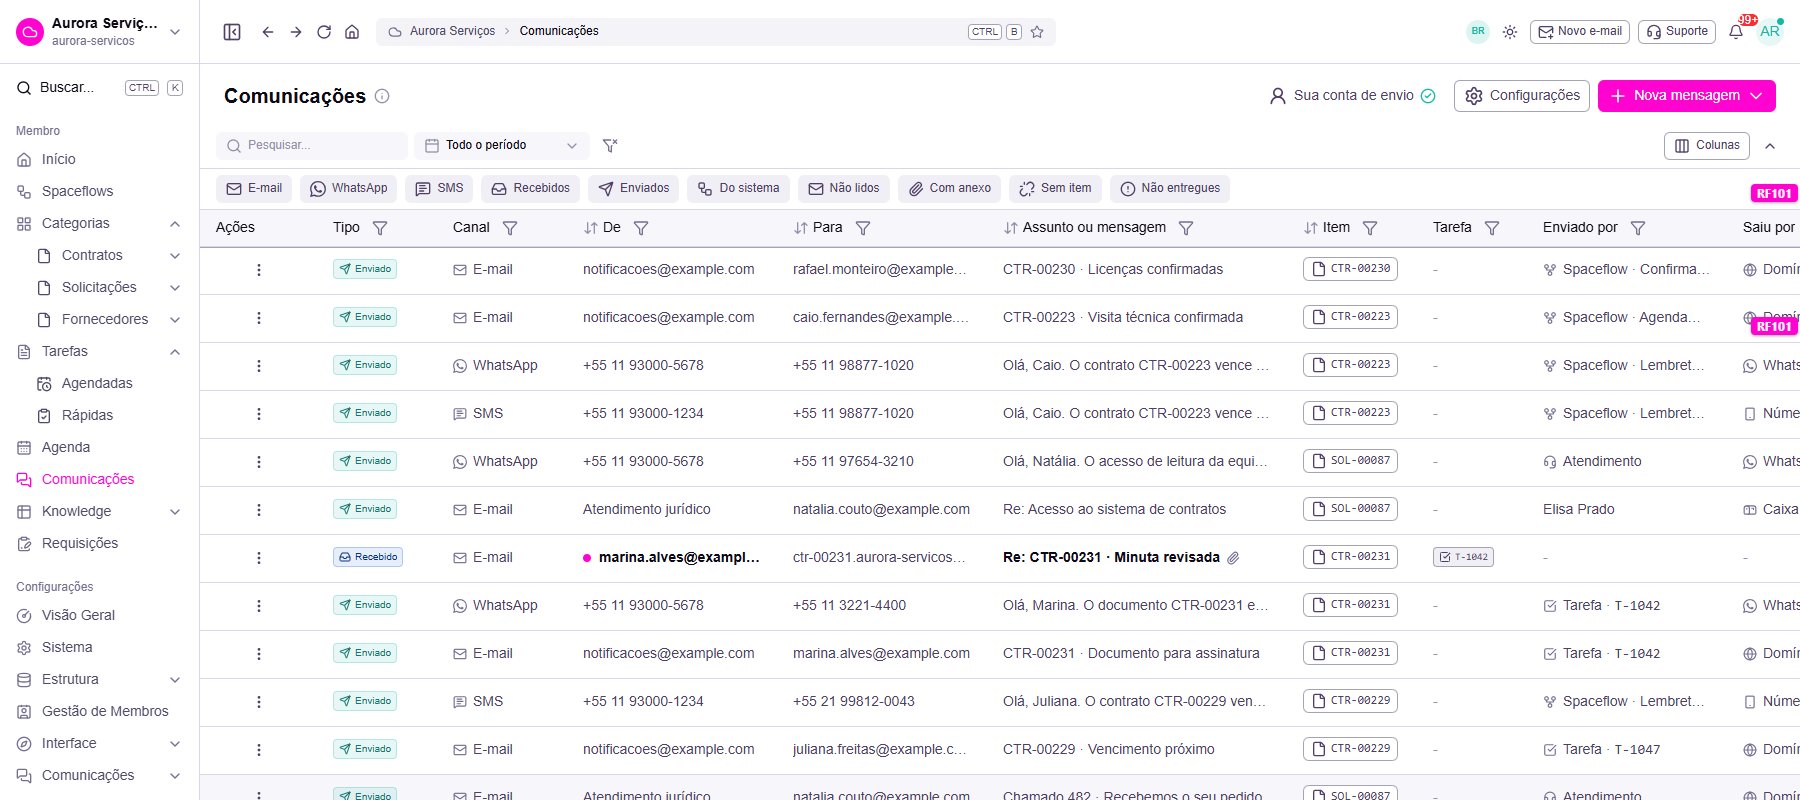 Aurora Serviç...
aurora-servicos
Aurora Serviços > Comunicações CTRL B
BR Novo e-mail Suporte 99+ AR
Buscar... CTRL K
Membro
Início
Spaceflows
Categorias
Contratos
Solicitações
Fornecedores
Tarefas
Agendadas
Rápidas
Agenda
Comunicações
Knowledge
Requisições
Configurações
Visão Geral
Sistema
Estrutura
Gestão de Membros
Interface
Comunicações
Comunicações
Sua conta de envio Configurações Nova mensagem
Pesquisar... Todo o período Colunas
E-mail WhatsApp SMS Recebidos Enviados Do sistema Não lidos Com anexo Sem item Não entregues
RF101
Ações Tipo Canal De Para Assunto ou mensagem Item Tarefa Enviado por Saiu por
Enviado E-mail notificacoes@example.com rafael.monteiro@example... CTR-00230 · Licenças confirmadas CTR-00230 - Spaceflow · Confirma... Domín
Enviado E-mail notificacoes@example.com caio.fernandes@example.... CTR-00223 · Visita técnica confirmada CTR-00223 - Spaceflow · Agenda... Domín
RF101
Enviado WhatsApp +55 11 93000-5678 +55 11 98877-1020 Olá, Caio. O contrato CTR-00223 vence ... CTR-00223 - Spaceflow · Lembret... Whats
Enviado SMS +55 11 93000-1234 +55 11 98877-1020 Olá, Caio. O contrato CTR-00223 vence ... CTR-00223 - Spaceflow · Lembret... Núme
Enviado WhatsApp +55 11 93000-5678 +55 11 97654-3210 Olá, Natália. O acesso de leitura da equi... SOL-00087 - Atendimento Whats
Enviado E-mail Atendimento jurídico natalia.couto@example.com Re: Acesso ao sistema de contratos SOL-00087 - Elisa Prado Caixa
Recebido E-mail marina.alves@exampl... ctr-00231.aurora-servicos... Re: CTR-00231 · Minuta revisada CTR-00231 T-1042 - -
Enviado WhatsApp +55 11 93000-5678 +55 11 3221-4400 Olá, Marina. O documento CTR-00231 e... CTR-00231 - Tarefa · T-1042 Whats
Enviado E-mail notificacoes@example.com marina.alves@example.com CTR-00231 · Documento para assinatura CTR-00231 - Tarefa · T-1042 Domín
Enviado SMS +55 11 93000-1234 +55 21 99812-0043 Olá, Juliana. O contrato CTR-00229 ven... CTR-00229 - Spaceflow · Lembret... Núme
Enviado E-mail notificacoes@example.com juliana.freitas@example.c... CTR-00229 · Vencimento próximo CTR-00229 - Tarefa · T-1047 Domín
Enviado E-mail Atendimento jurídico natalia.couto@example.com Chamado 482 · Recebemos o seu pedido SOL-00087 - Atendimento Domín